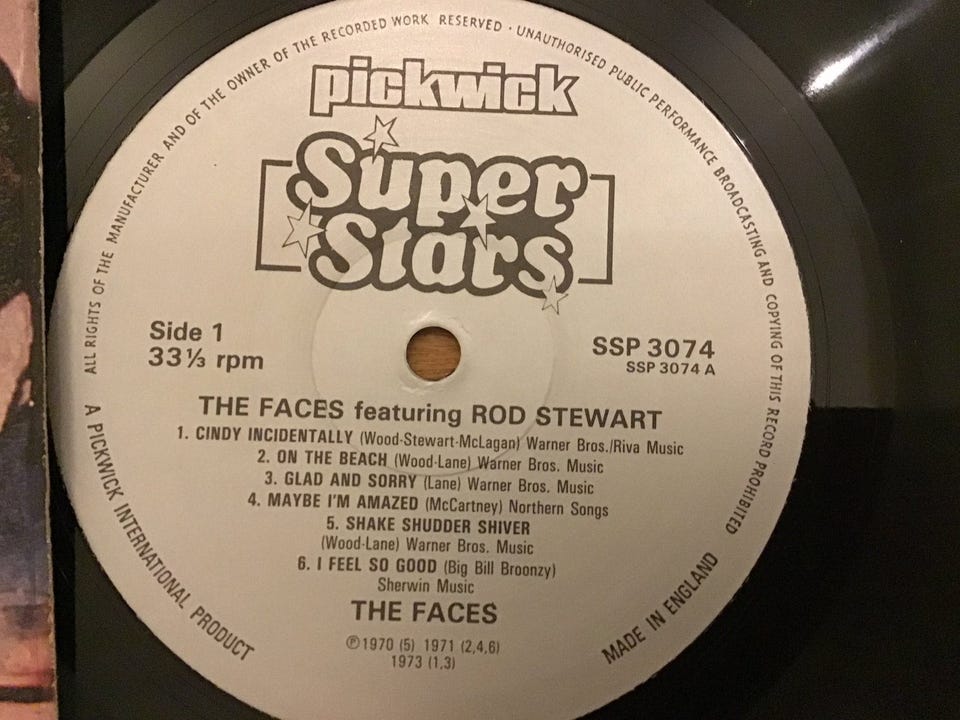 ALL RIGHTS OF THE MANUFACTURER AND OF THE OWNER OF THE RECORDED WORK RESERVED · UNAUTHORISED PUBLIC PERFORMANCE BROADCASTING AND COPYING OF THIS RECORD PROHIBITED
pickwick
Super
Stars
Side 1
33⅓ rpm
SSP 3074
SSP 3074 A
THE FACES featuring ROD STEWART
1. CINDY INCIDENTALLY (Wood-Stewart-McLagan) Warner Bros./Riva Music
2. ON THE BEACH (Wood-Lane) Warner Bros. Music
3. GLAD AND SORRY (Lane) Warner Bros. Music
4. MAYBE I'M AMAZED (McCartney) Northern Songs
5. SHAKE SHUDDER SHIVER
(Wood-Lane) Warner Bros. Music
6. I FEEL SO GOOD (Big Bill Broonzy)
Sherwin Music
THE FACES
℗1970 (5) 1971 (2,4,6)
1973 (1,3)
A PICKWICK INTERNATIONAL PRODUCT
MADE IN ENGLAND